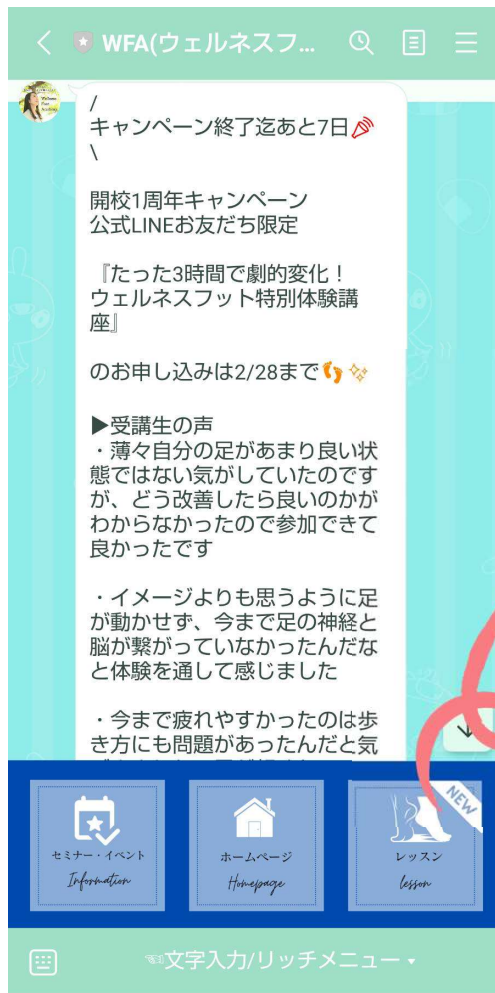 WFA(ウェルネスフ...
/
キャンペーン終了迄あと7日
\
開校1周年キャンペーン
公式LINEお友だち限定
『たった3時間で劇的変化！
ウェルネスフット特別体験講
座』
のお申し込みは2/28まで
▶受講生の声
・薄々自分の足があまり良い状
態ではない気がしていたのです
が、どう改善したら良いのかが
わからなかったので参加できて
良かったです
・イメージよりも思うように足
が動かせず、今まで足の神経と
脳が繋がっていなかったんだな
と体験を通して感じました
・今まで疲れやすかったのは歩
き方にも問題があったんだと気
セミナー・イベント
Information
ホームページ
Homepage
NEW
レッスン
lesson
☜文字入力/リッチメニュー ▾